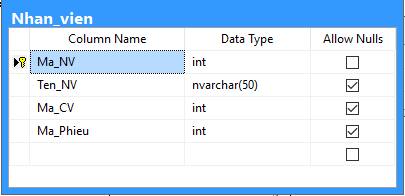 Nhan_vien
Column Name Data Type Allow Nulls
Ma_NV int
Ten_NV nvarchar(50)
Ma_CV int
Ma_Phieu int